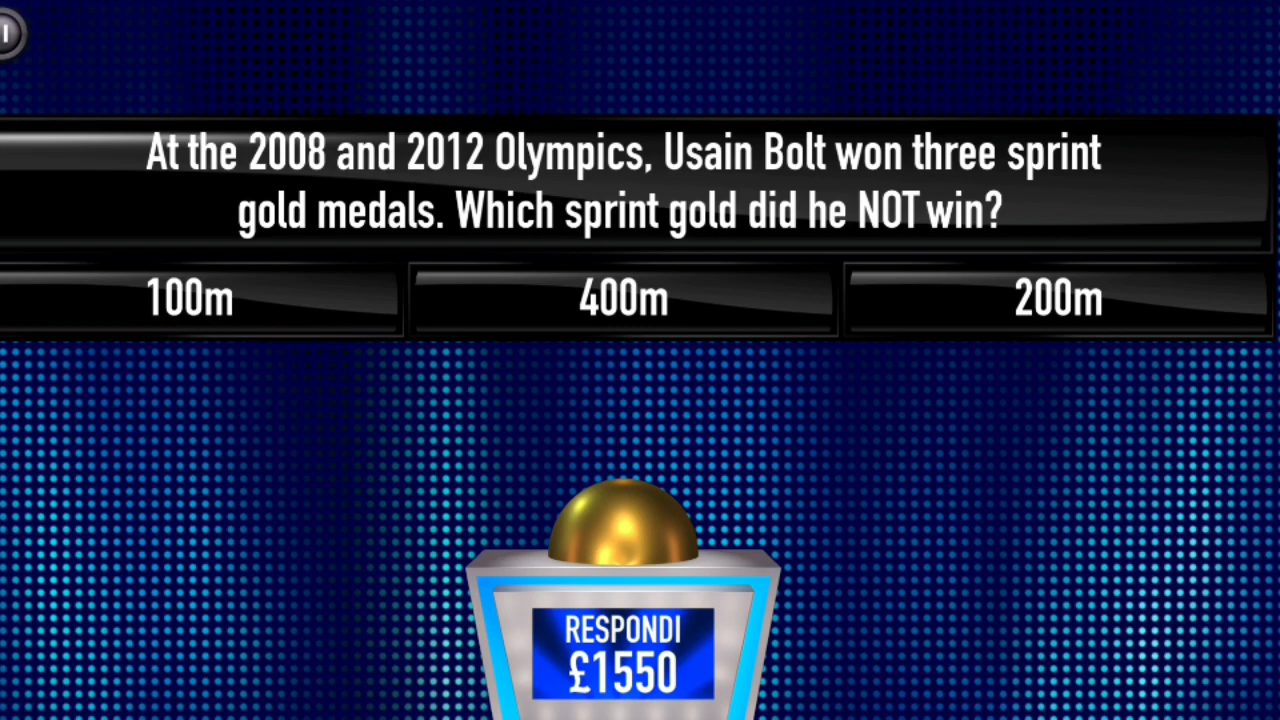 At the 2008 and 2012 Olympics, Usain Bolt won three sprint
gold medals. Which sprint gold did he NOT win?
100m
400m
200m
RESPONDI
£1550